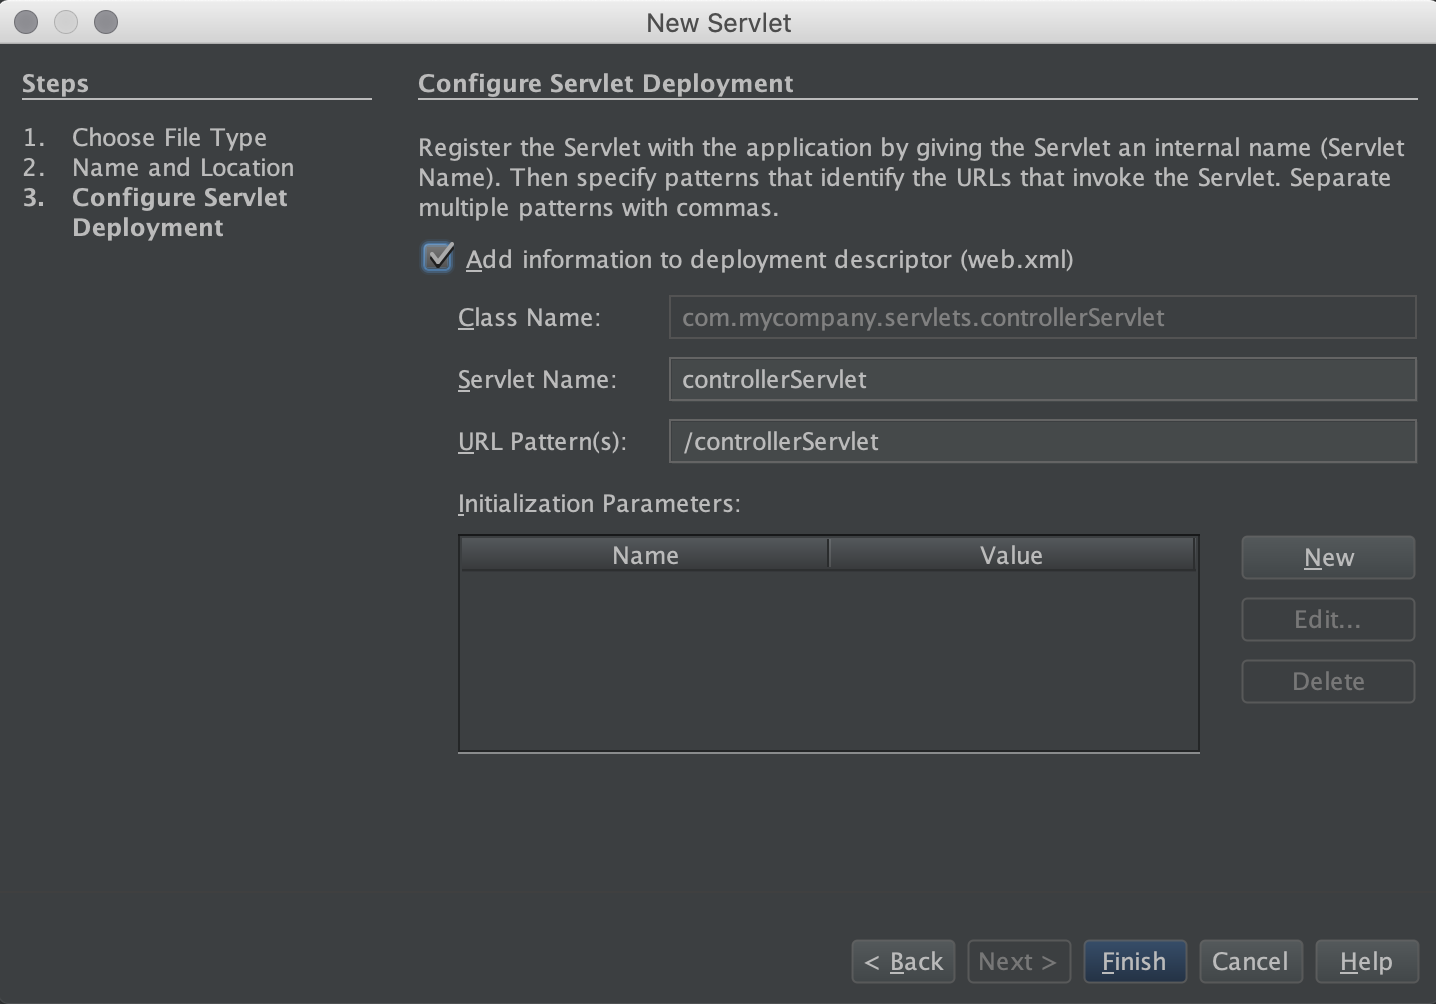 New Servlet
Steps
1. Choose File Type
2. Name and Location
3. Configure Servlet
Deployment
Configure Servlet Deployment
Register the Servlet with the application by giving the Servlet an internal name (Servlet
Name). Then specify patterns that identify the URLs that invoke the Servlet. Separate
multiple patterns with commas.
Add information to deployment descriptor (web.xml)
Class Name: com.mycompany.servlets.controllerServlet
Servlet Name: controllerServlet
URL Pattern(s): /controllerServlet
Initialization Parameters:
Name Value
New
Edit...
Delete
< Back Next > Finish Cancel Help